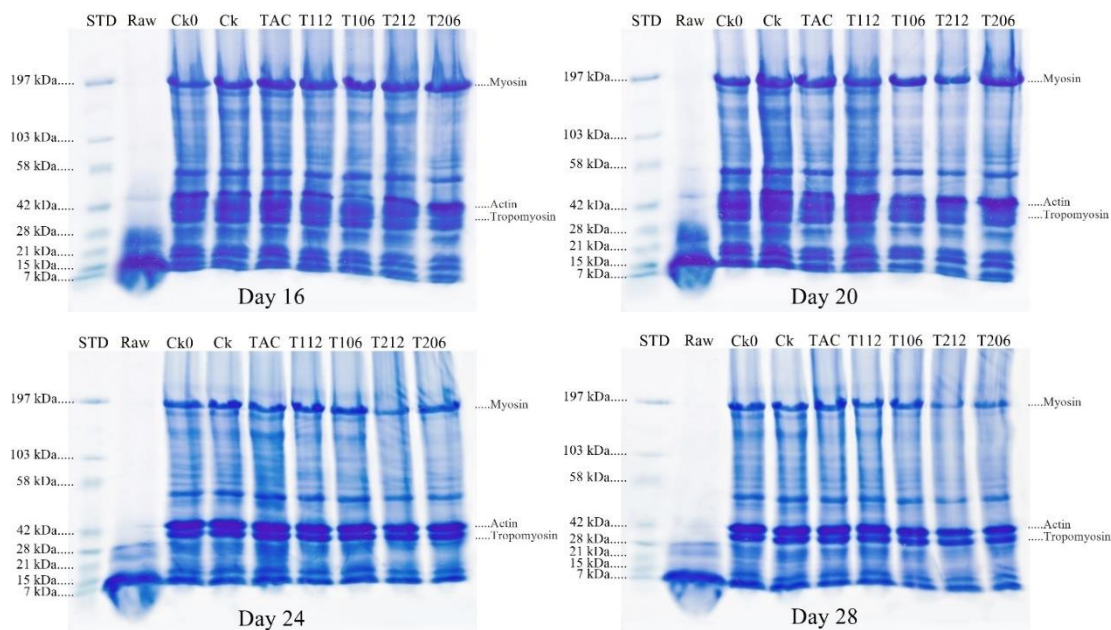 STD Raw Ck0 Ck TAC T112 T106 T212 T206
197 kDa..... ....Myosin
103 kDa.....
58 kDa.....
42 kDa..... ....Actin
....Tropomyosin
28 kDa.....
21 kDa.....
15 kDa.....
7 kDa.....
Day 16
STD Raw Ck0 Ck TAC T112 T106 T212 T206
197 kDa..... ....Myosin
103 kDa.....
58 kDa.....
42 kDa..... ....Actin
....Tropomyosin
28 kDa.....
21 kDa.....
15 kDa.....
7 kDa.....
Day 20
STD Raw Ck0 Ck TAC T112 T106 T212 T206
197 kDa..... ....Myosin
103 kDa.....
58 kDa.....
42 kDa..... ....Actin
....Tropomyosin
28 kDa.....
21 kDa.....
15 kDa.....
7 kDa.....
Day 24
STD Raw Ck0 Ck TAC T112 T106 T212 T206
197 kDa..... ....Myosin
103 kDa.....
58 kDa.....
42 kDa..... ....Actin
28 kDa..... ....Tropomyosin
21 kDa.....
15 kDa.....
7 kDa.....
Day 28